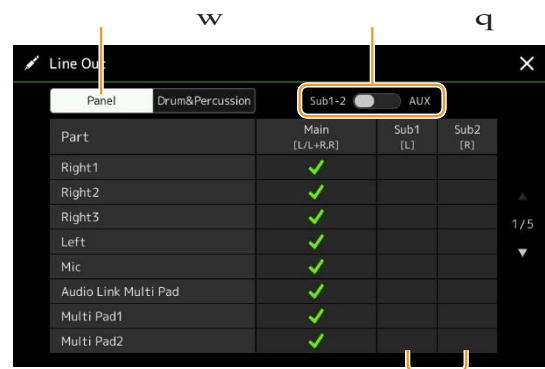 w q
Line Out
Panel Drum&Percussion Sub1-2 AUX
Part Main Sub1 Sub2
[L/L+R,R] [L] [R]
Right1
Right2
Right3
1/5
Left
Mic
Audio Link Multi Pad
Multi Pad1
Multi Pad2